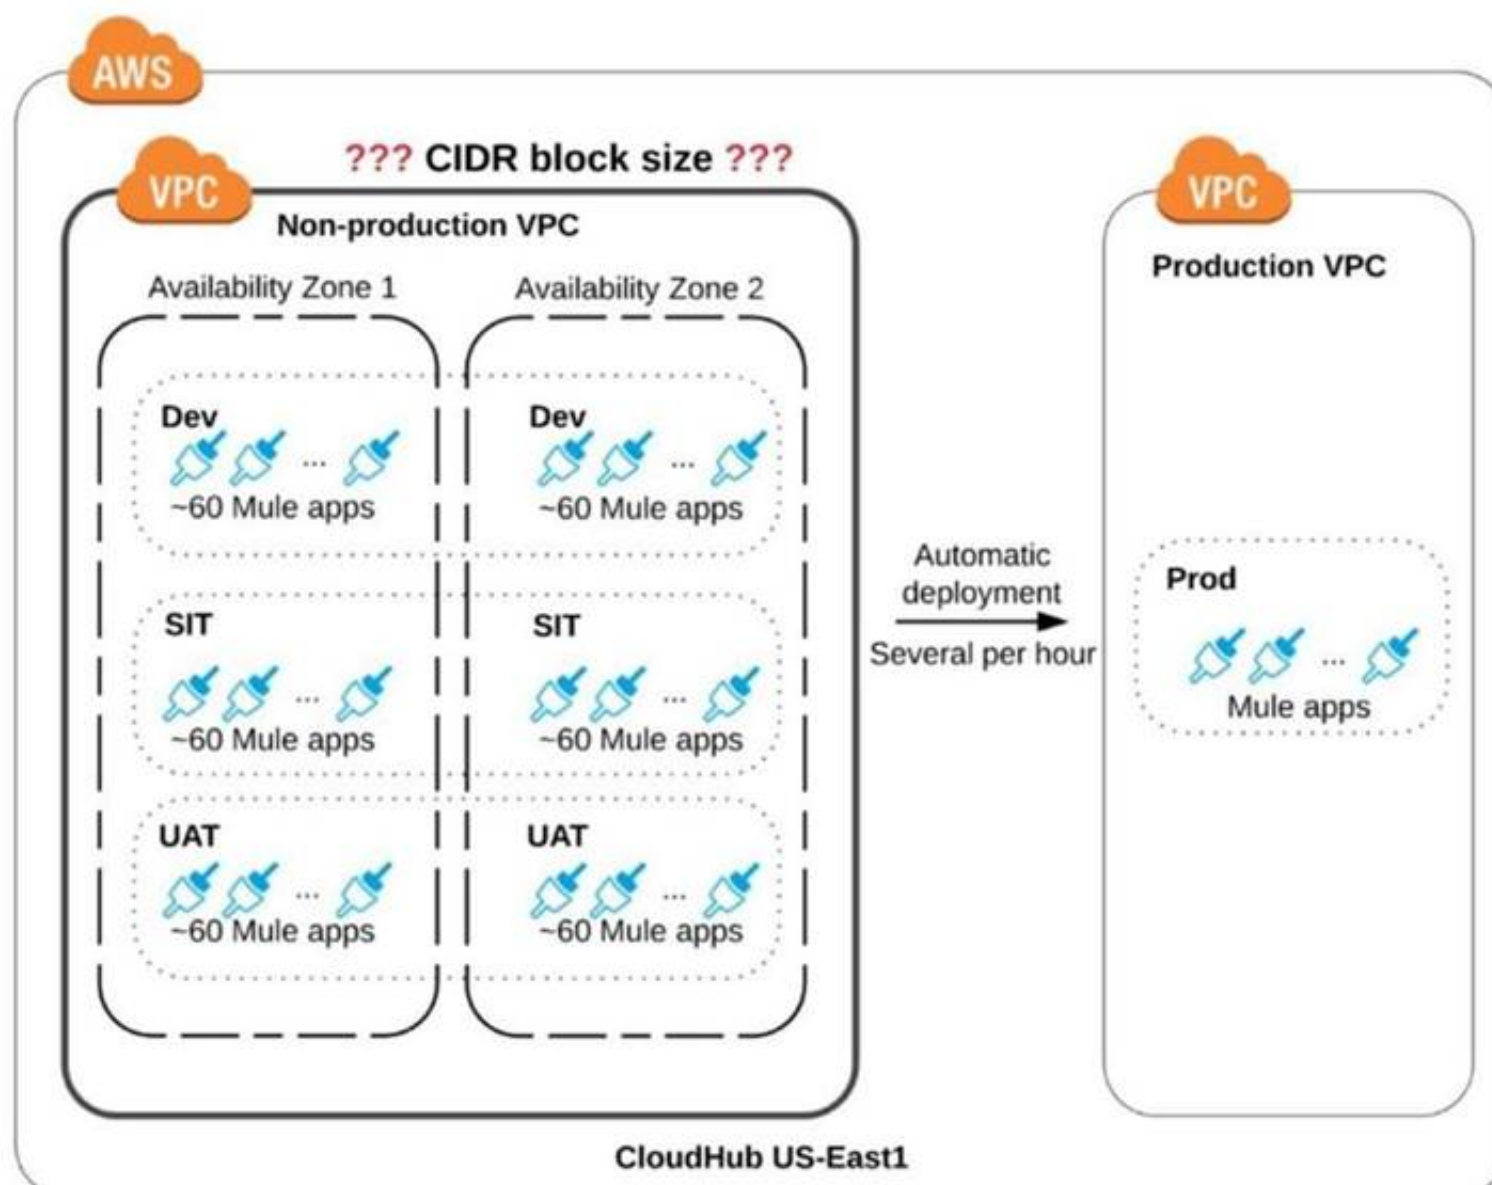 AWS
??? CIDR block size ???
VPC
Non-production VPC
Availability Zone 1
Availability Zone 2
Dev
...
~60 Mule apps
Dev
...
~60 Mule apps
SIT
...
~60 Mule apps
SIT
...
~60 Mule apps
UAT
...
~60 Mule apps
UAT
...
~60 Mule apps
Automatic
deployment
Several per hour
VPC
Production VPC
Prod
...
Mule apps
CloudHub US-East1